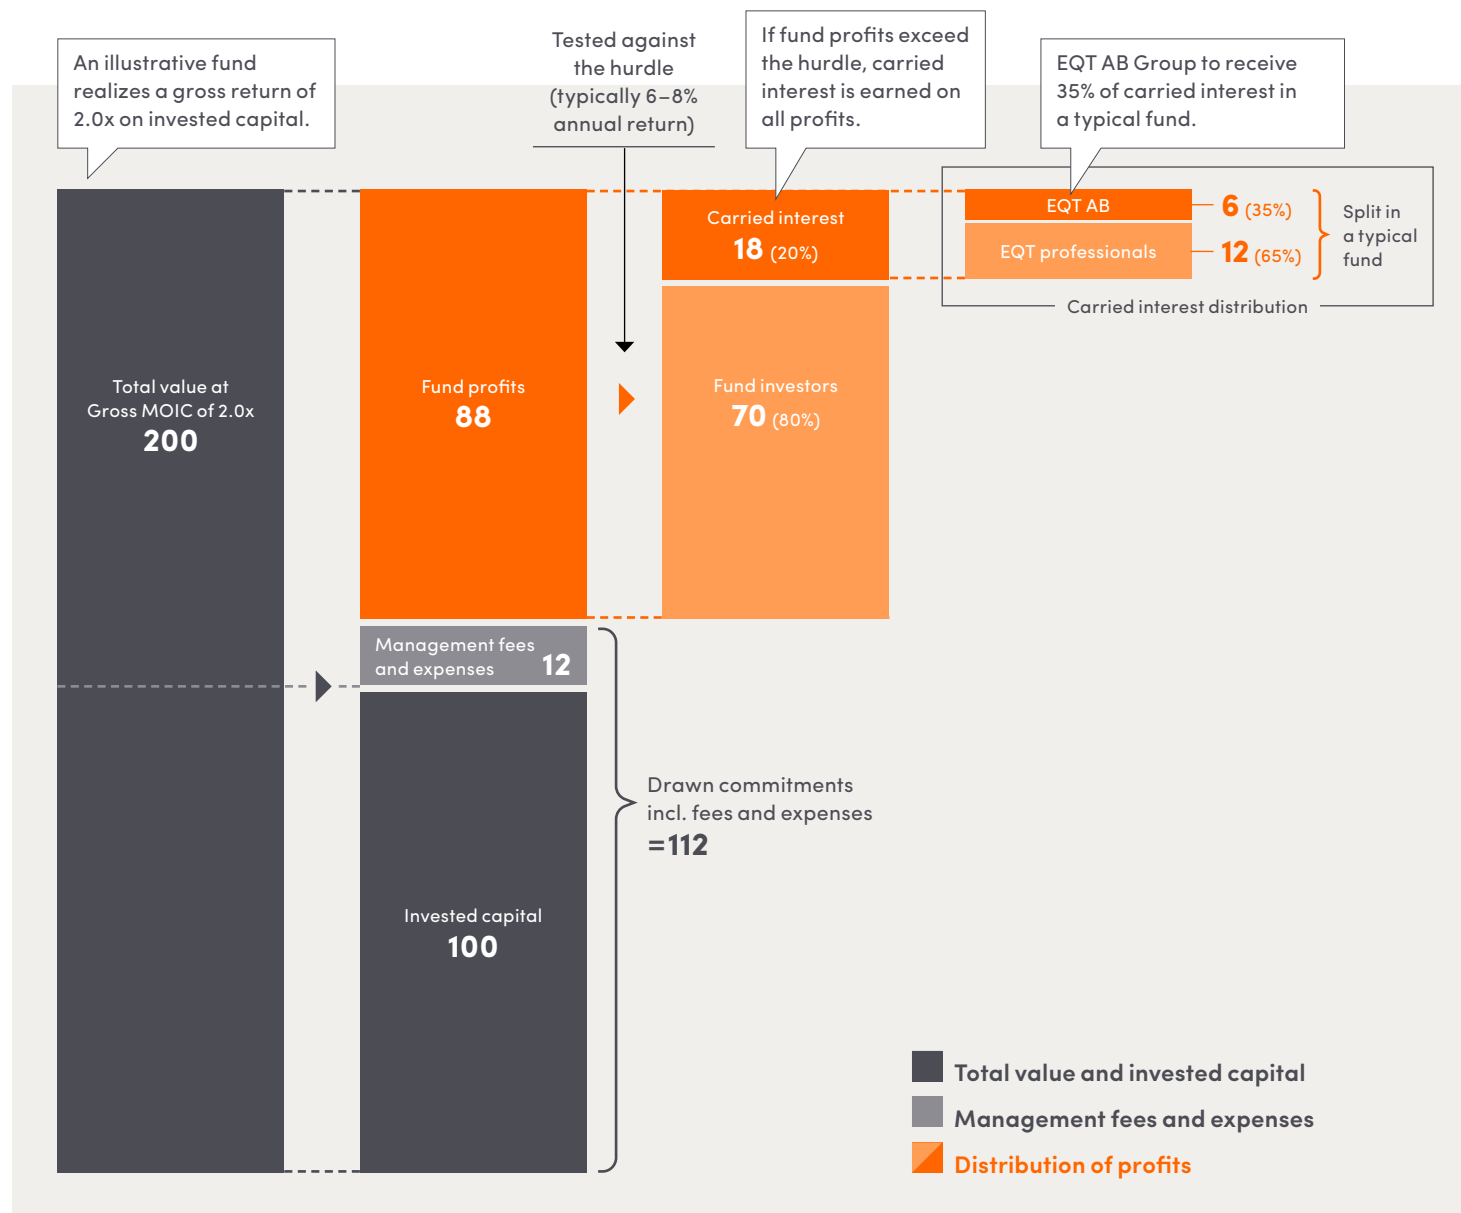 An illustrative fund
realizes a gross return of
2.0x on invested capital.
Tested against
the hurdle
(typically 6–8%
annual return)
If fund profits exceed
the hurdle, carried
interest is earned on
all profits.
EQT AB Group to receive
35% of carried interest in
a typical fund.
Total value at
Gross MOIC of 2.0x
200
Fund profits
88
Carried interest
18 (20%)
Fund investors
70 (80%)
EQT AB
6 (35%)
EQT professionals
12 (65%)
Split in
a typical
fund
Carried interest distribution
Management fees
and expenses 12
Invested capital
100
Drawn commitments
incl. fees and expenses
=112
Total value and invested capital
Management fees and expenses
Distribution of profits